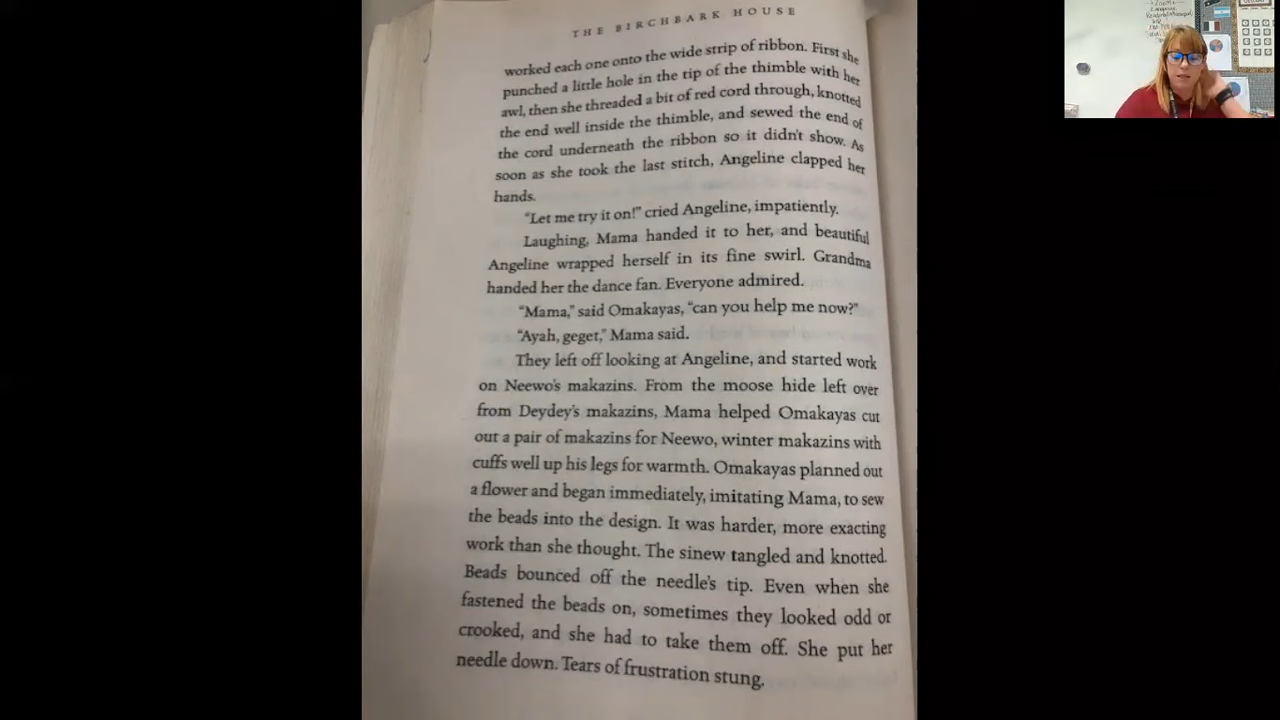 THE BIRCHBARK HOUSE
worked each one onto the wide strip of ribbon. First she
punched a little hole in the tip of the thimble with her
awl, then she threaded a bit of red cord through, knotted
the end well inside the thimble, and sewed the end of
the cord underneath the ribbon so it didn't show. As
soon as she took the last stitch, Angeline clapped her
hands.
"Let me try it on!" cried Angeline, impatiently.
Laughing, Mama handed it to her, and beautiful
Angeline wrapped herself in its fine swirl. Grandma
handed her the dance fan. Everyone admired.
"Mama," said Omakayas, "can you help me now?"
"Ayah, geget," Mama said.
They left off looking at Angeline, and started work
on Neewo's makazins. From the moose hide left over
from Deydey's makazins, Mama helped Omakayas cut
out a pair of makazins for Neewo, winter makazins with
cuffs well up his legs for warmth. Omakayas planned out
a flower and began immediately, imitating Mama, to sew
the beads into the design. It was harder, more exacting
work than she thought. The sinew tangled and knotted.
Beads bounced off the needle's tip. Even when she
fastened the beads on, sometimes they looked odd or
crooked, and she had to take them off. She put her
needle down. Tears of frustration stung.